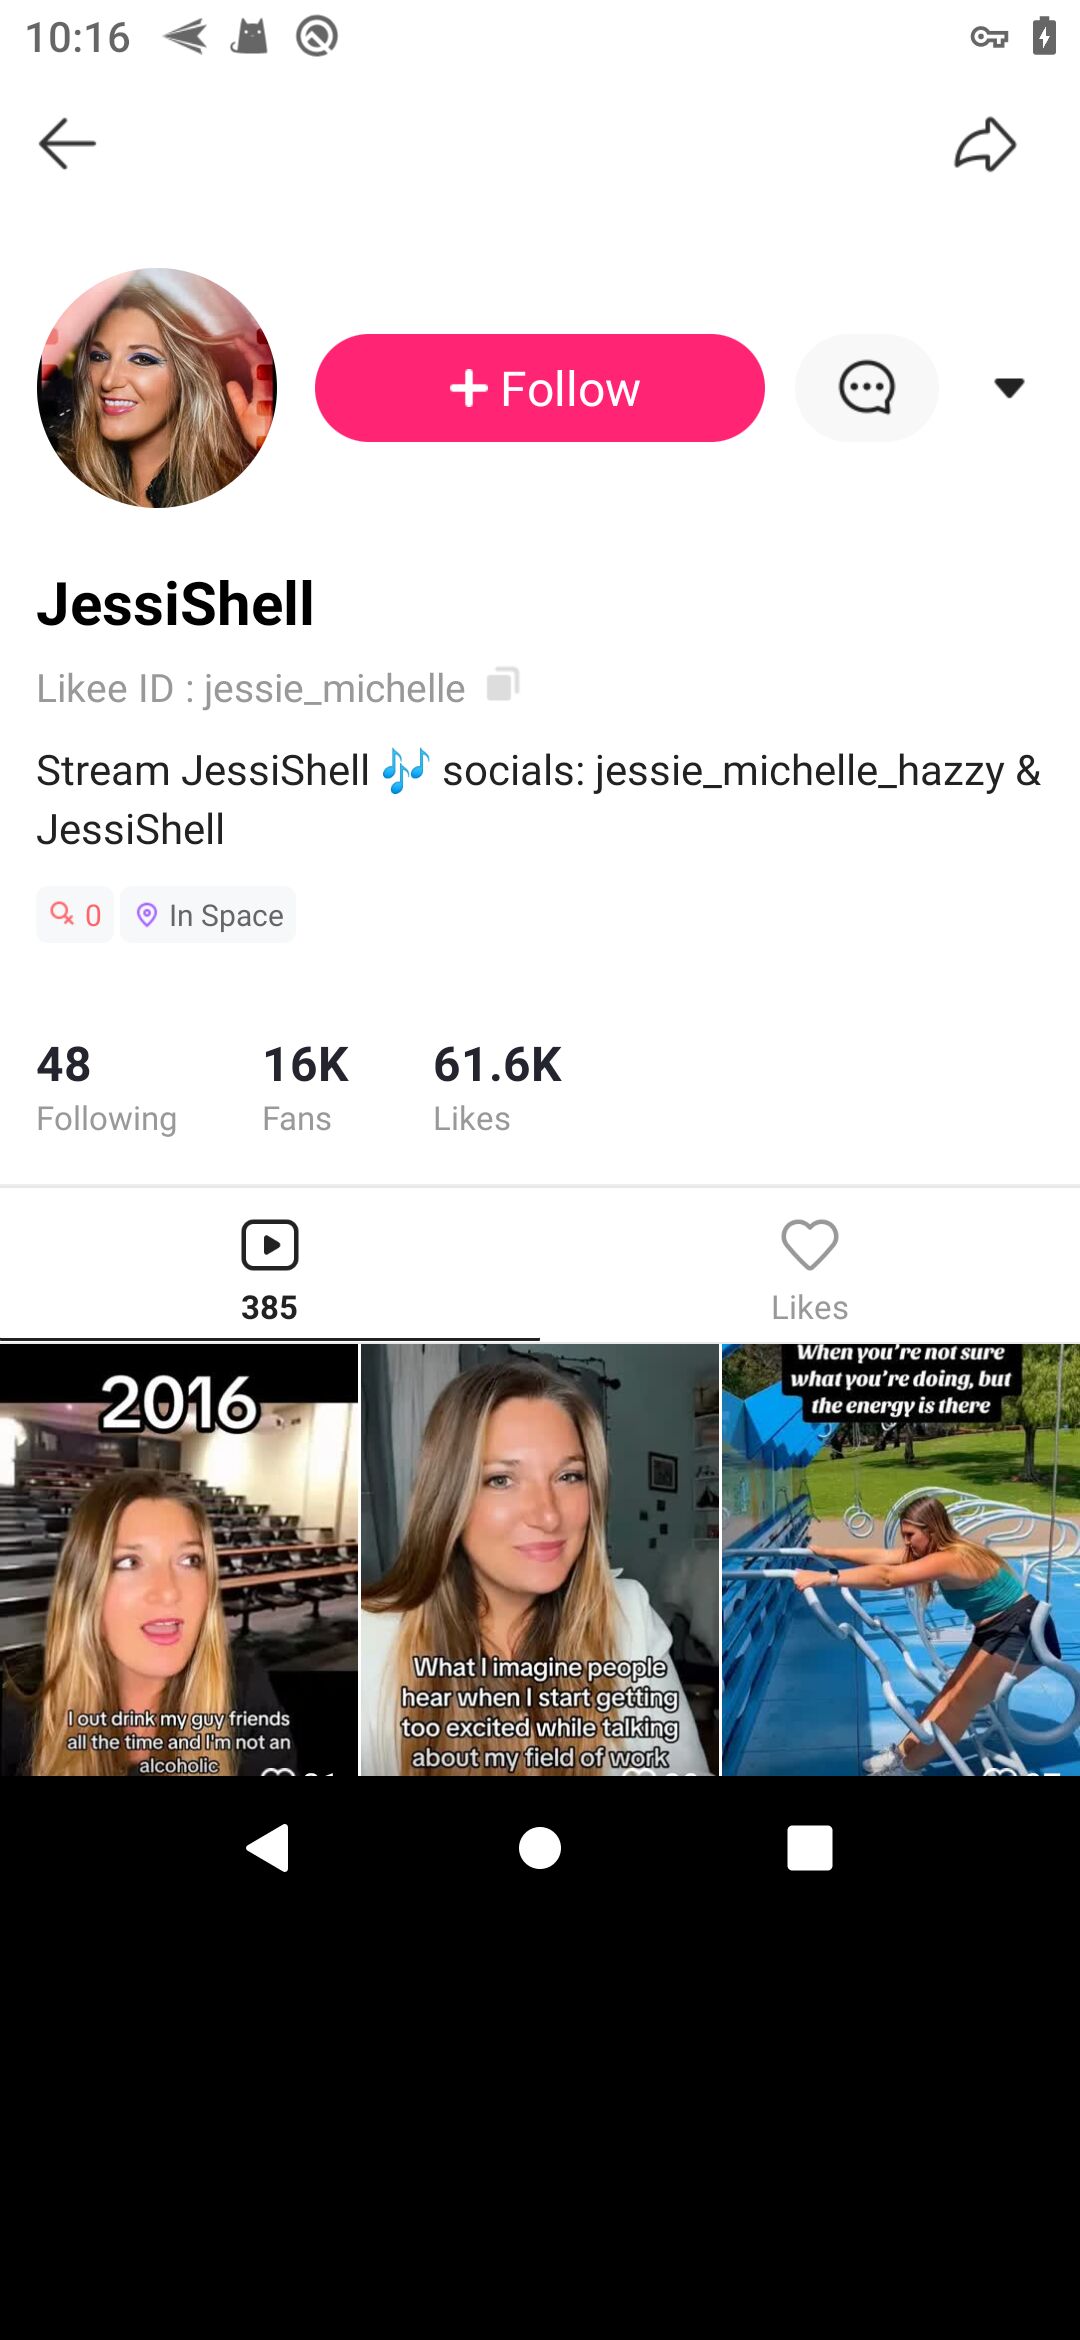 10:16
+ Follow
JessiShell
Likee ID : jessie_michelle
Stream JessiShell 🎶 socials: jessie_michelle_hazzy &
JessiShell
0 In Space
48 16K 61.6K
Following Fans Likes
385 Likes
2016
I out drink my guy friends
all the time and I'm not an
alcoholic
What I imagine people
hear when I start getting
too excited while talking
about my field of work
When you're not sure
what you're doing, but
the energy is there